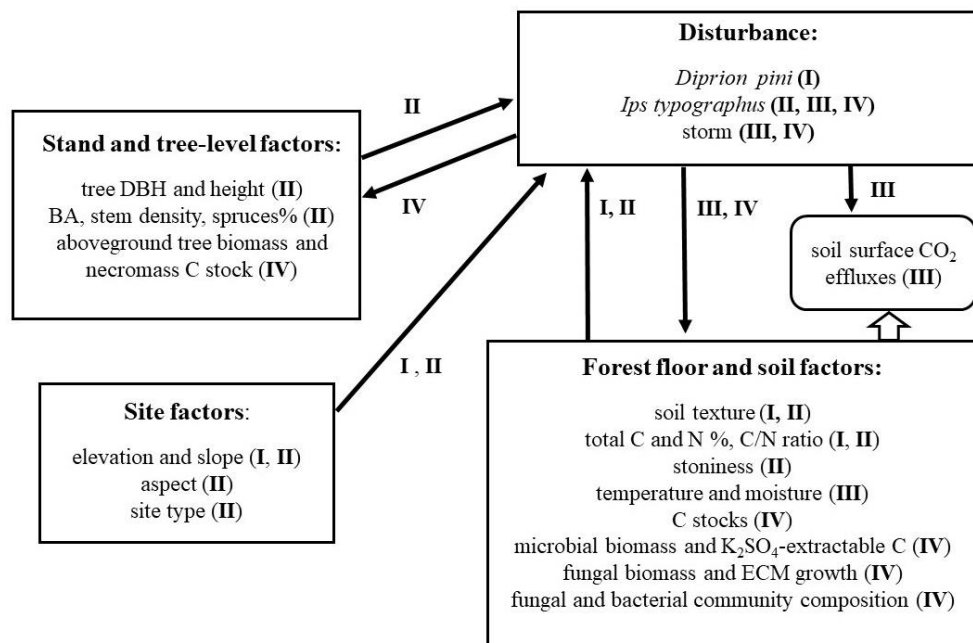 Disturbance:
Diprion pini (I)
Ips typographus (II, III, IV)
storm (III, IV)
II
IV
Stand and tree-level factors:
tree DBH and height (II)
BA, stem density, spruces% (II)
aboveground tree biomass and
necromass C stock (IV)
I, II
III, IV
III
soil surface CO₂
effluxes (III)
I , II
Site factors:
elevation and slope (I, II)
aspect (II)
site type (II)
Forest floor and soil factors:
soil texture (I, II)
total C and N %, C/N ratio (I, II)
stoniness (II)
temperature and moisture (III)
C stocks (IV)
microbial biomass and K₂SO₄-extractable C (IV)
fungal biomass and ECM growth (IV)
fungal and bacterial community composition (IV)